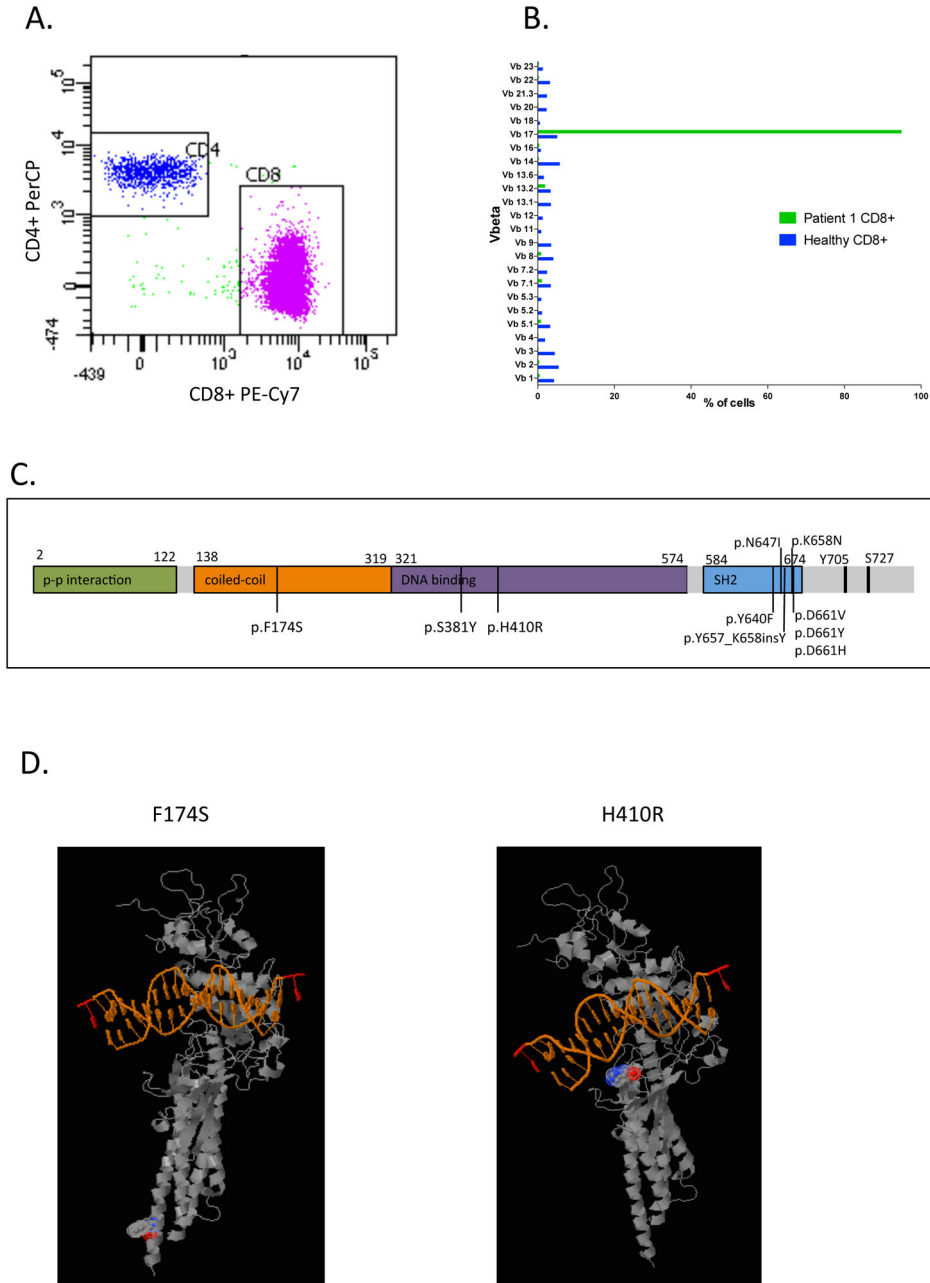 A.
10^5
10^4
10^3
0
-474
CD4+ PerCP
CD4
CD8
-439
0
10^3
10^4
10^5
CD8+ PE-Cy7
B.
Vbeta
Vb 23
Vb 22
Vb 21.3
Vb 20
Vb 18
Vb 17
Vb 16
Vb 14
Vb 13.6
Vb 13.2
Vb 13.1
Vb 12
Vb 11
Vb 9
Vb 8
Vb 7.2
Vb 7.1
Vb 5.3
Vb 5.2
Vb 5.1
Vb 4
Vb 3
Vb 2
Vb 1
Patient 1 CD8+
Healthy CD8+
0 20 40 60 80 100
% of cells
C.
p.N647I p.K658N
2 122 138 319 321 574 584 674 Y705 S727
p-p interaction coiled-coil DNA binding SH2
p.F174S p.S381Y p.H410R p.Y640F p.D661V
p.Y657_K658insY p.D661Y
p.D661H
D.
F174S H410R